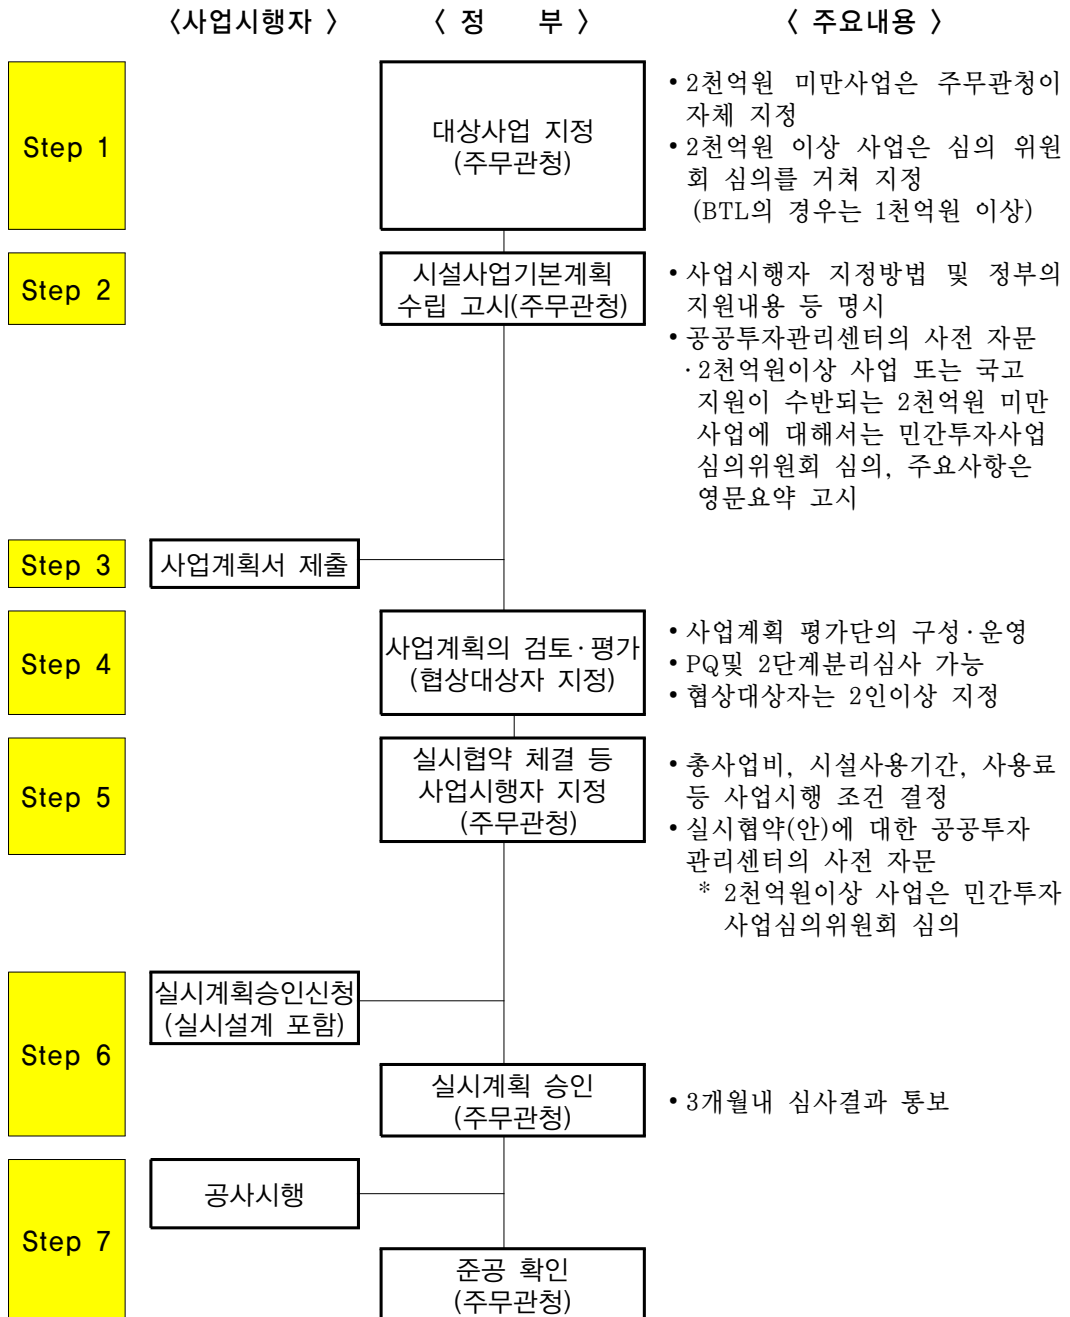 〈사업시행자 〉 〈 정 부 〉 〈 주요내용 〉
Step 1
대상사업 지정
(주무관청)
• 2천억원 미만사업은 주무관청이
자체 지정
• 2천억원 이상 사업은 심의 위원
회 심의를 거쳐 지정
(BTL의 경우는 1천억원 이상)
Step 2
시설사업기본계획
수립 고시(주무관청)
• 사업시행자 지정방법 및 정부의
지원내용 등 명시
• 공공투자관리센터의 사전 자문
· 2천억원이상 사업 또는 국고
지원이 수반되는 2천억원 미만
사업에 대해서는 민간투자사업
심의위원회 심의, 주요사항은
영문요약 고시
Step 3
사업계획서 제출
Step 4
사업계획의 검토·평가
(협상대상자 지정)
• 사업계획 평가단의 구성·운영
• PQ및 2단계분리심사 가능
• 협상대상자는 2인이상 지정
Step 5
실시협약 체결 등
사업시행자 지정
(주무관청)
• 총사업비, 시설사용기간, 사용료
등 사업시행 조건 결정
• 실시협약(안)에 대한 공공투자
관리센터의 사전 자문
* 2천억원이상 사업은 민간투자
사업심의위원회 심의
Step 6
실시계획승인신청
(실시설계 포함)
실시계획 승인
(주무관청)
• 3개월내 심사결과 통보
Step 7
공사시행
준공 확인
(주무관청)